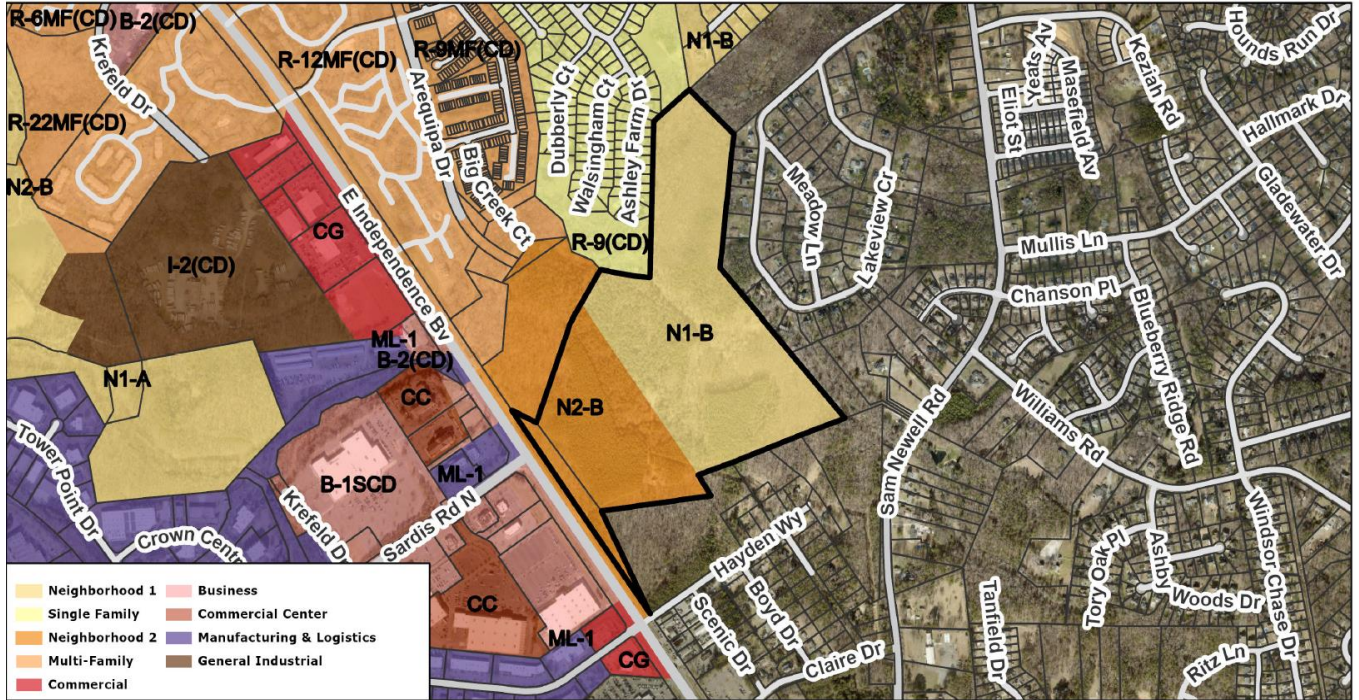 R-6MF(CD)
B-2(CD)
Krefeld Dr
R-12MF(CD)
R-9MF(CD)
Arequipa Dr
Big Creek Ct
Dubberly Ct
Walsingham Ct
Ashley Farm Dr
N1-B
Yeats Av
Eliot St
Masefield Av
Keziah Rd
Hounds Run Dr
Hallmark Dr
Gladewater Dr
R-22MF(CD)
N2-B
I-2(CD)
CG
E Independence Bv
R-9(CD)
N1-B
Meadow Ln
Lakeview Cr
Mullis Ln
Chanson Pl
Blueberry Ridge Rd
ML-1
B-2(CD)
N1-A
CC
N2-B
Sam Newell Rd
Williams Rd
Tower Point Dr
Crown Centr
B-1SCD
ML-1
Krefeld Dr
Sardis Rd N
Hayden Wy
Windsor Chase Dr
Tory Oak Pl
Ashby
Woods Dr
CC
ML-1
CG
Scenic Dr
Boyd Dr
Claire Dr
Tanfield Dr
Ritz Ln
Neighborhood 1
Single Family
Neighborhood 2
Multi-Family
Commercial
Business
Commercial Center
Manufacturing & Logistics
General Industrial